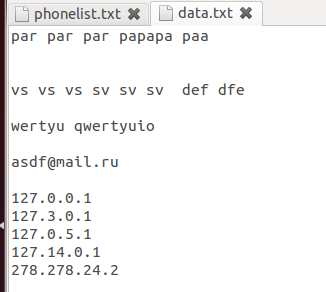 phonelist.txt data.txt
par par par papapa paa
vs vs vs sv sv sv  def dfe
wertyu qwertyuio
asdf@mail.ru
127.0.0.1
127.3.0.1
127.0.5.1
127.14.0.1
278.278.24.2